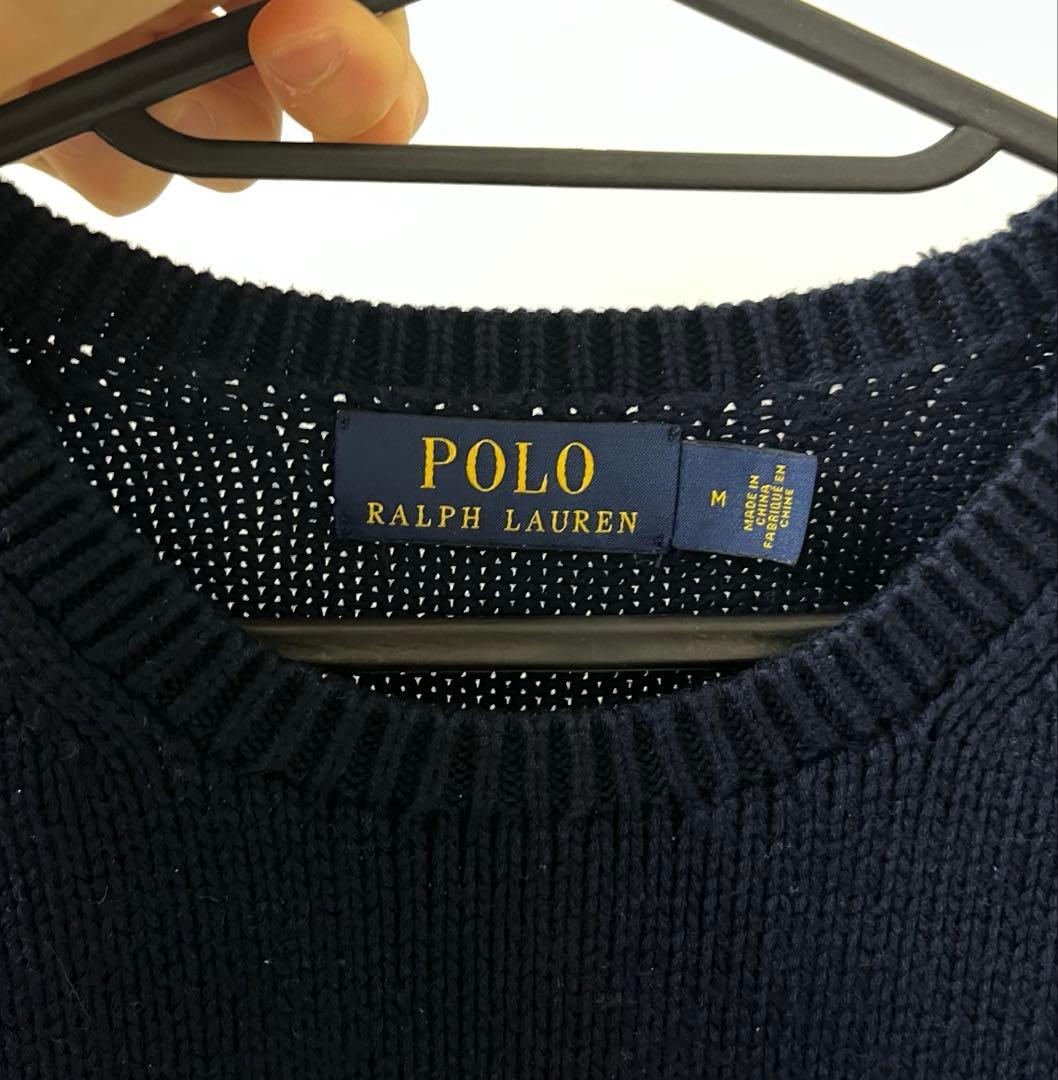 POLO
RALPH LAUREN
M
MADE IN
CHINA
FABRIQUÉ EN
CHINE